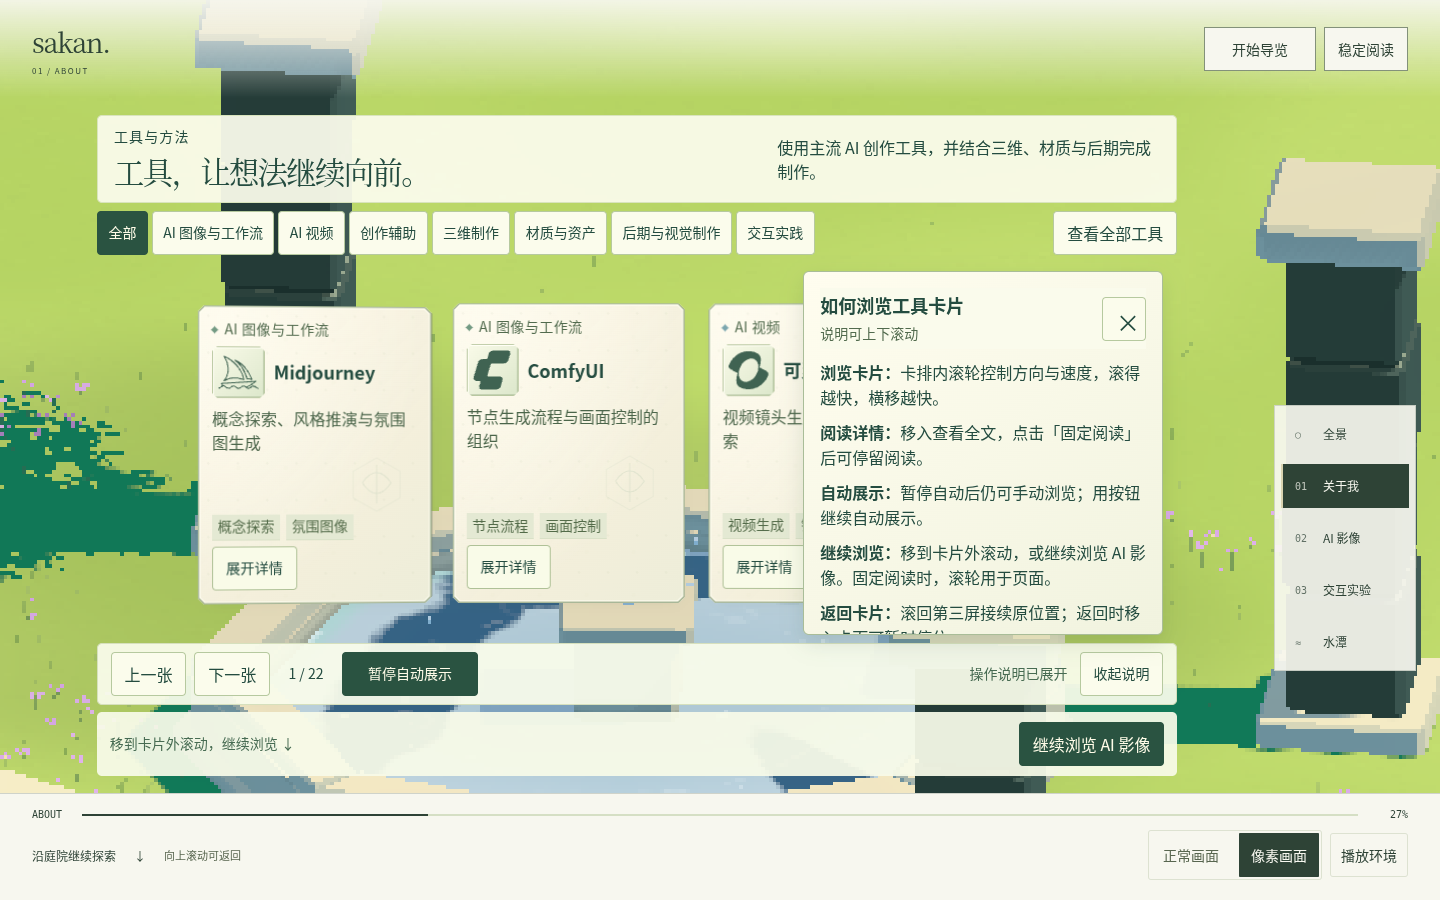 sakan.
01 / ABOUT
开始导览
稳定阅读
工具与方法
工具，让想法继续向前。
使用主流 AI 创作工具，并结合三维、材质与后期完成
制作。
全部
AI 图像与工作流
AI 视频
创作辅助
三维制作
材质与资产
后期与视觉制作
交互实践
查看全部工具
AI 图像与工作流
Midjourney
概念探索、风格推演与氛围
图生成
概念探索
氛围图像
展开详情
AI 图像与工作流
ComfyUI
节点生成流程与画面控制的
组织
节点流程
画面控制
展开详情
AI 视频
可
视频镜头生
索
视频生成
展开详情
如何浏览工具卡片
说明可上下滚动
浏览卡片：卡排内滚轮控制方向与速度，滚得
越快，横移越快。
阅读详情：移入查看全文，点击「固定阅读」
后可停留阅读。
自动展示：暂停自动后仍可手动浏览；用按钮
继续自动展示。
继续浏览：移到卡片外滚动，或继续浏览 AI 影
像。固定阅读时，滚轮用于页面。
返回卡片：滚回第三屏接续原位置；返回时移
全景
01 关于我
02 AI 影像
03 交互实验
≈ 水潭
上一张
下一张
1 / 22
暂停自动展示
操作说明已展开
收起说明
移到卡片外滚动，继续浏览 ↓
继续浏览 AI 影像
ABOUT
27%
沿庭院继续探索 ↓ 向上滚动可返回
正常画面
像素画面
播放环境